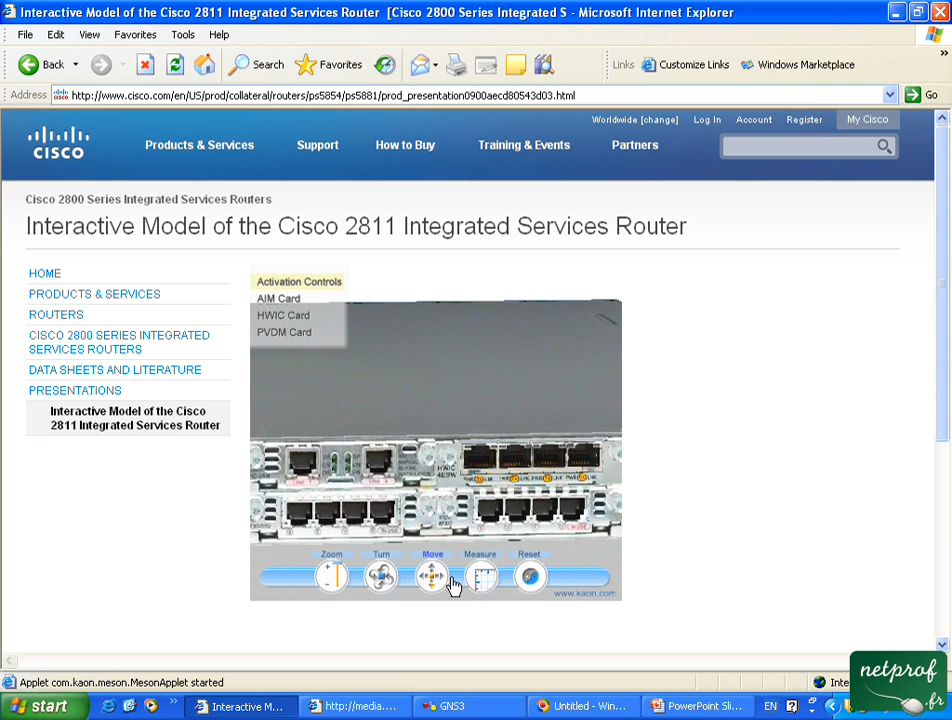 Interactive Model of the Cisco 2811 Integrated Services Router [Cisco 2800 Series Integrated S - Microsoft Internet Explorer
File Edit View Favorites Tools Help
Back Search Favorites Links Customize Links Windows Marketplace
Address http://www.cisco.com/en/US/prod/collateral/routers/ps5854/ps5881/prod_presentation0900aecd80543d03.html Go
Worldwide [change] Log In Account Register My Cisco
CISCO
Products & Services Support How to Buy Training & Events Partners
Cisco 2800 Series Integrated Services Routers
Interactive Model of the Cisco 2811 Integrated Services Router
HOME
PRODUCTS & SERVICES
ROUTERS
CISCO 2800 SERIES INTEGRATED
SERVICES ROUTERS
DATA SHEETS AND LITERATURE
PRESENTATIONS
Interactive Model of the Cisco
2811 Integrated Services Router
Activation Controls
AIM Card
HWIC Card
PVDM Card
HWIC
Zoom Turn Move Measure Reset
www.kaon.com
Applet com.kaon.meson.MesonApplet started
start Interactive M... http://media.... GNS3 Untitled - Win... PowerPoint Sli... EN
netprof
.fr